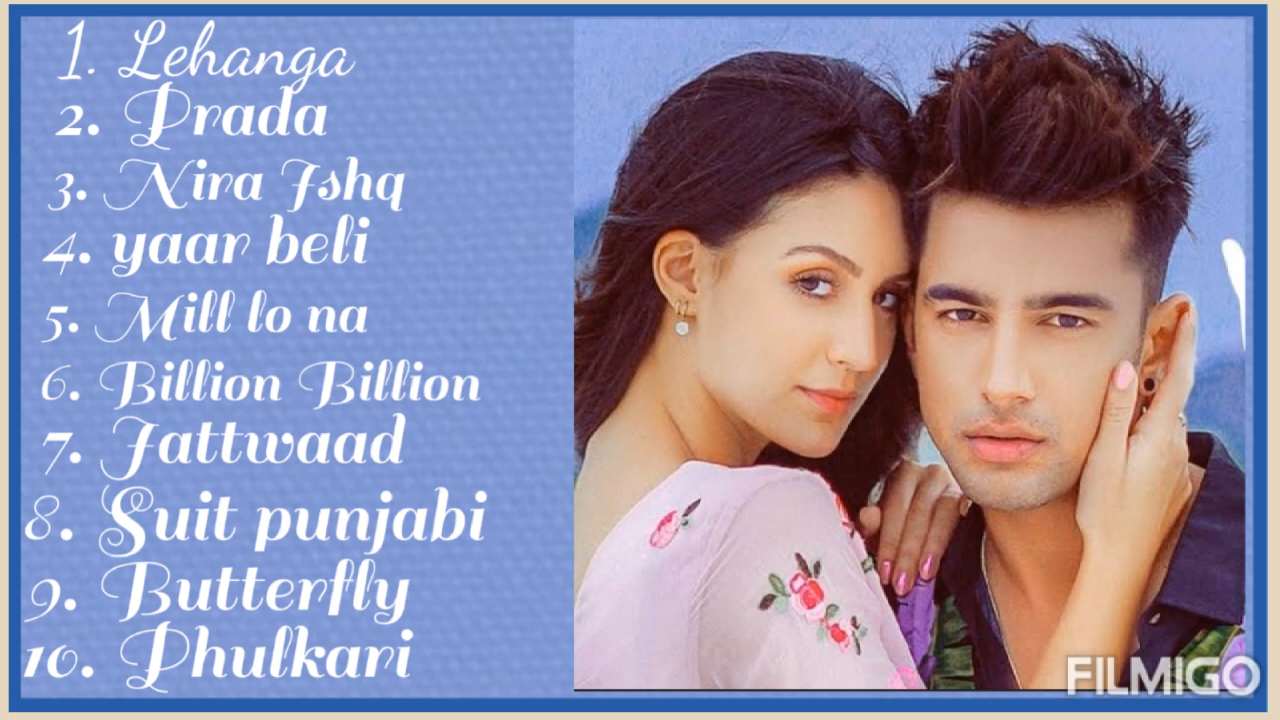 1. Lehanga
2. Prada
3. Nira Ishq
4. yaar beli
5. Mill lo na
6. Billion Billion
7. Jattwaad
8. Suit punjabi
9. Butterfly
10. Phulkari
FILMIGO